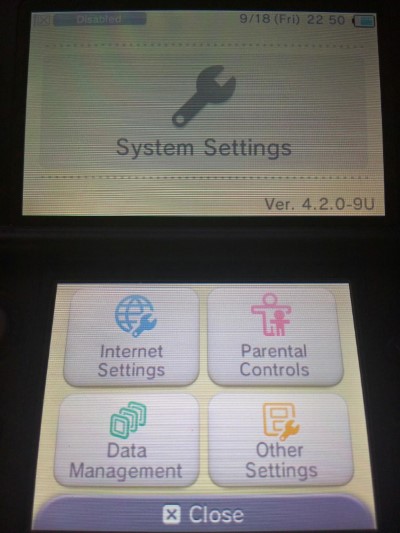 Disabled 9/18 (Fri) 22 50
System Settings
Ver. 4.2.0-9U
Internet Settings
Parental Controls
Data Management
Other Settings
Close